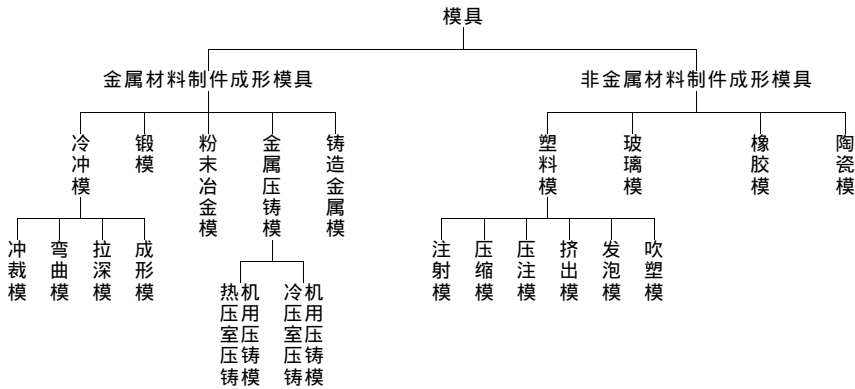 模具
金属材料制件成形模具
非金属材料制件成形模具
冷冲模
锻模
粉末冶金模
金属压铸模
铸造金属模
塑料模
玻璃模
橡胶模
陶瓷模
冲裁模
弯曲模
拉深模
成形模
热压室压铸
机用压铸模
冷压室压铸
机用压铸模
注射模
压缩模
压注模
挤出模
发泡模
吹塑模